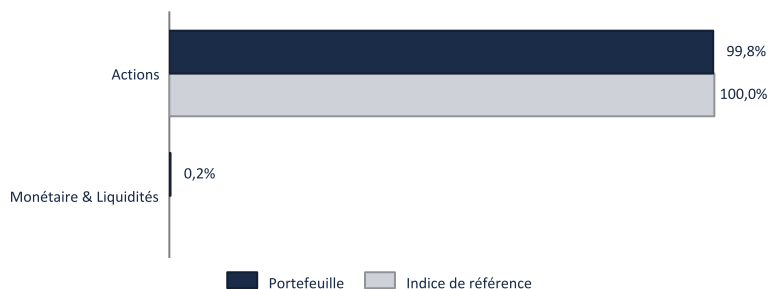 99,8%
Actions
100,0%
0,2%
Monétaire & Liquidités
Portefeuille
Indice de référence